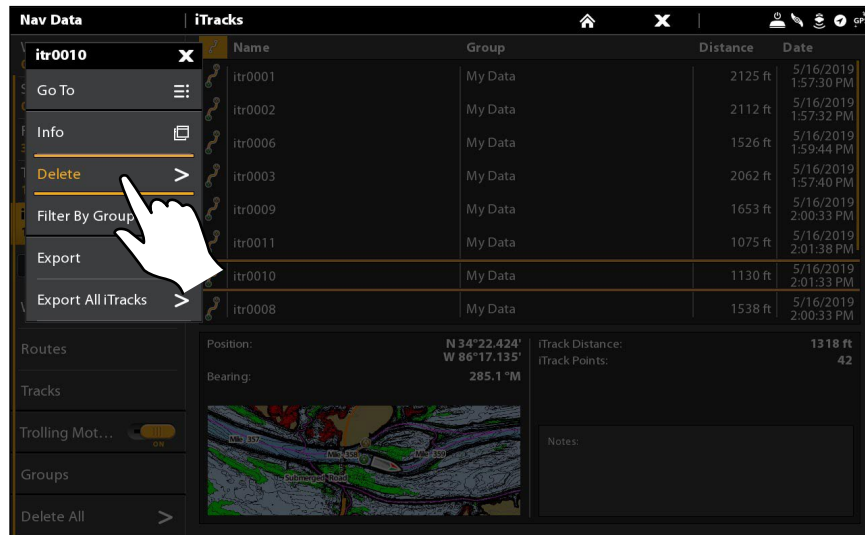 Nav Data
iTracks
GPS
itr0010
Go To
Info
Delete
Filter By Group
Export
Export All iTracks
Routes
Tracks
Trolling Mot...
ON
Groups
Delete All
Name Group Distance Date
itr0001 My Data 2125 ft 5/16/2019
1:57:30 PM
itr0002 My Data 2112 ft 5/16/2019
1:57:32 PM
itr0006 My Data 1526 ft 5/16/2019
1:59:44 PM
itr0003 My Data 2062 ft 5/16/2019
1:57:40 PM
itr0009 My Data 1653 ft 5/16/2019
2:00:33 PM
itr0011 My Data 1075 ft 5/16/2019
2:01:38 PM
itr0010 My Data 1130 ft 5/16/2019
2:01:33 PM
itr0008 My Data 1538 ft 5/16/2019
2:00:33 PM
Position: N 34°22.424'
W 86°17.135'
Bearing: 285.1 °M
Mile 357
Mile 358
Mile 359
Submerged Road
iTrack Distance: 1318 ft
iTrack Points: 42
Notes: